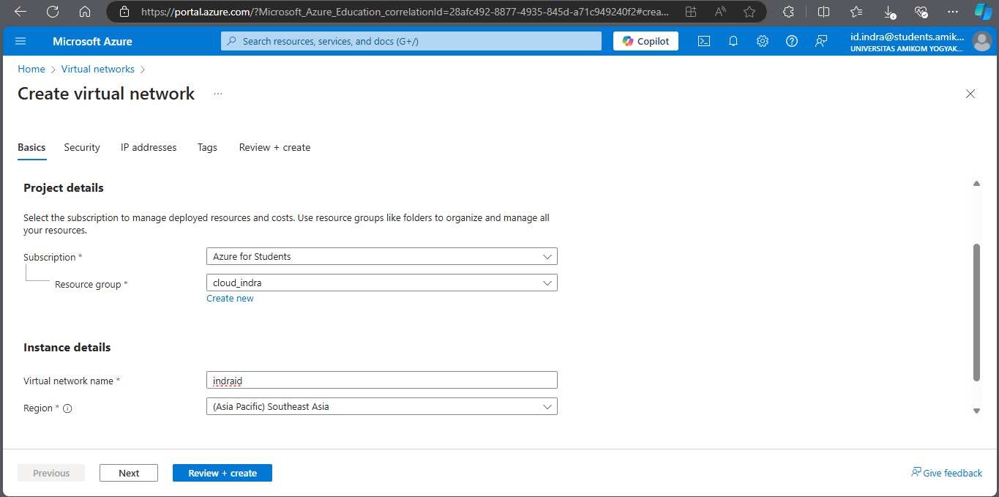 https://portal.azure.com/?Microsoft_Azure_Education_correlationId=28afc492-8877-4935-845d-a71c949240f2#crea...
Microsoft Azure
Search resources, services, and docs (G+/)
Copilot
id.indra@students.amik...
UNIVERSITAS AMIKOM YOGYAK...
Home > Virtual networks >
Create virtual network ...
Basics Security IP addresses Tags Review + create
Project details
Select the subscription to manage deployed resources and costs. Use resource groups like folders to organize and manage all
your resources.
Subscription * Azure for Students
Resource group * cloud_indra
Create new
Instance details
Virtual network name * indraid
Region * (Asia Pacific) Southeast Asia
Previous Next Review + create Give feedback